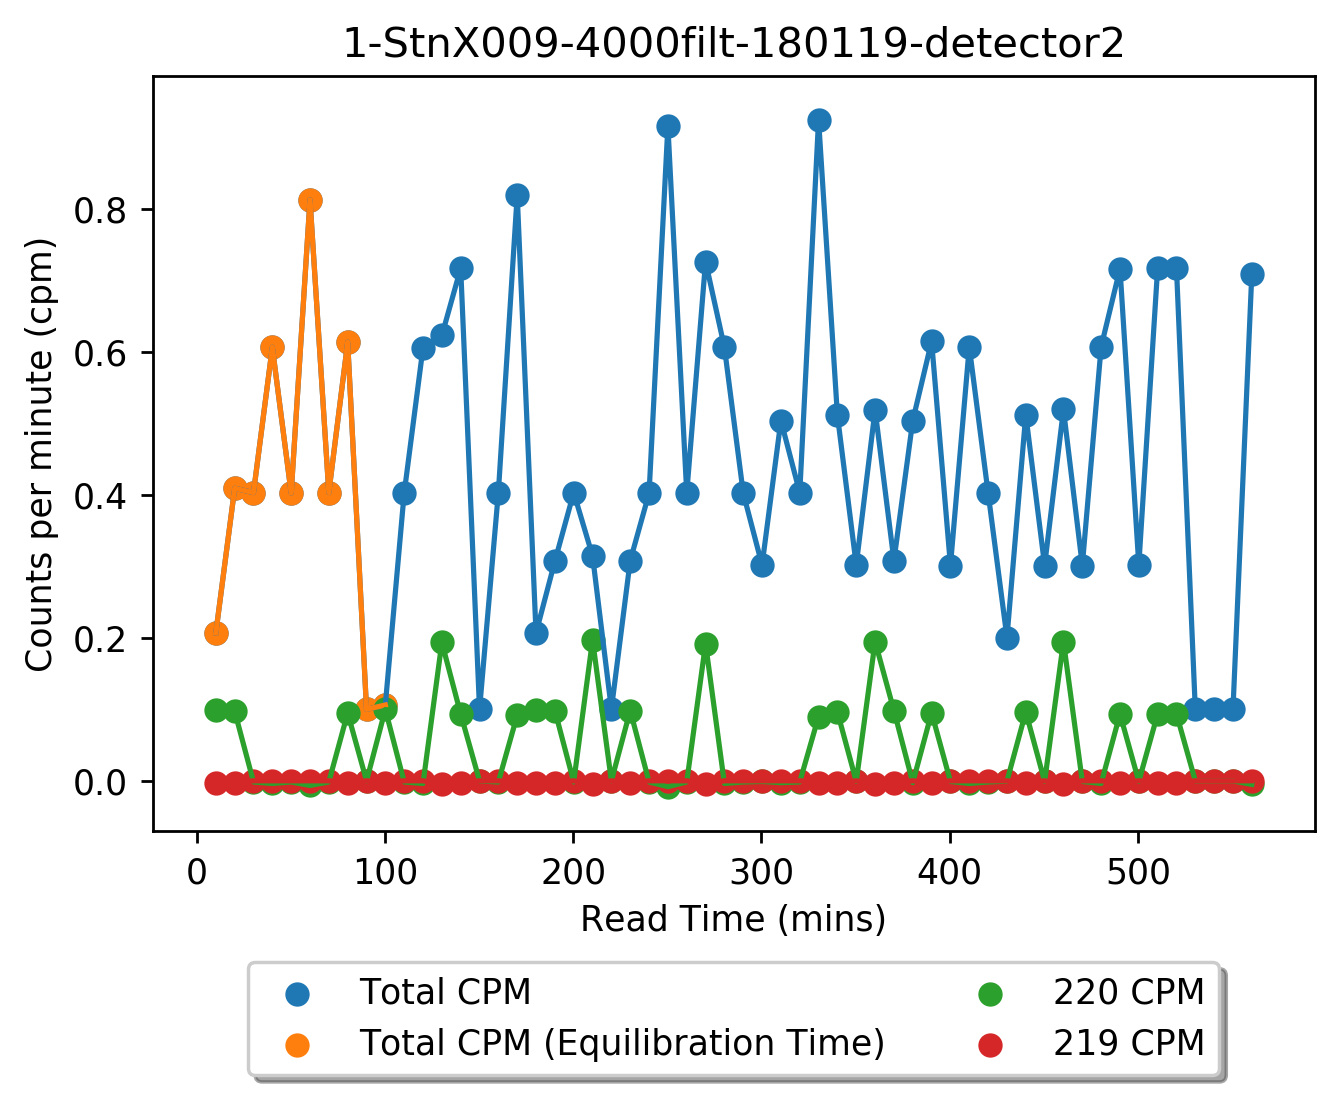 1-StnX009-4000filt-180119-detector2
Counts per minute (cpm)
0.8
0.6
0.4
0.2
0.0
0 100 200 300 400 500
Read Time (mins)
Total CPM
Total CPM (Equilibration Time)
220 CPM
219 CPM